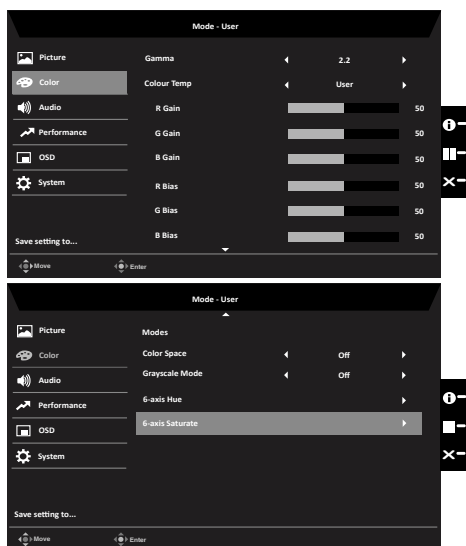 Mode - User
Picture
Gamma 2.2
Color
Colour Temp User
Audio
R Gain 50
Performance
G Gain 50
OSD
B Gain 50
System
R Bias 50
G Bias 50
Save setting to...
B Bias 50
Move Enter
Mode - User
Picture
Modes
Color
Color Space Off
Audio
Grayscale Mode Off
Performance
6-axis Hue
OSD
6-axis Saturate
System
Save setting to...
Move Enter